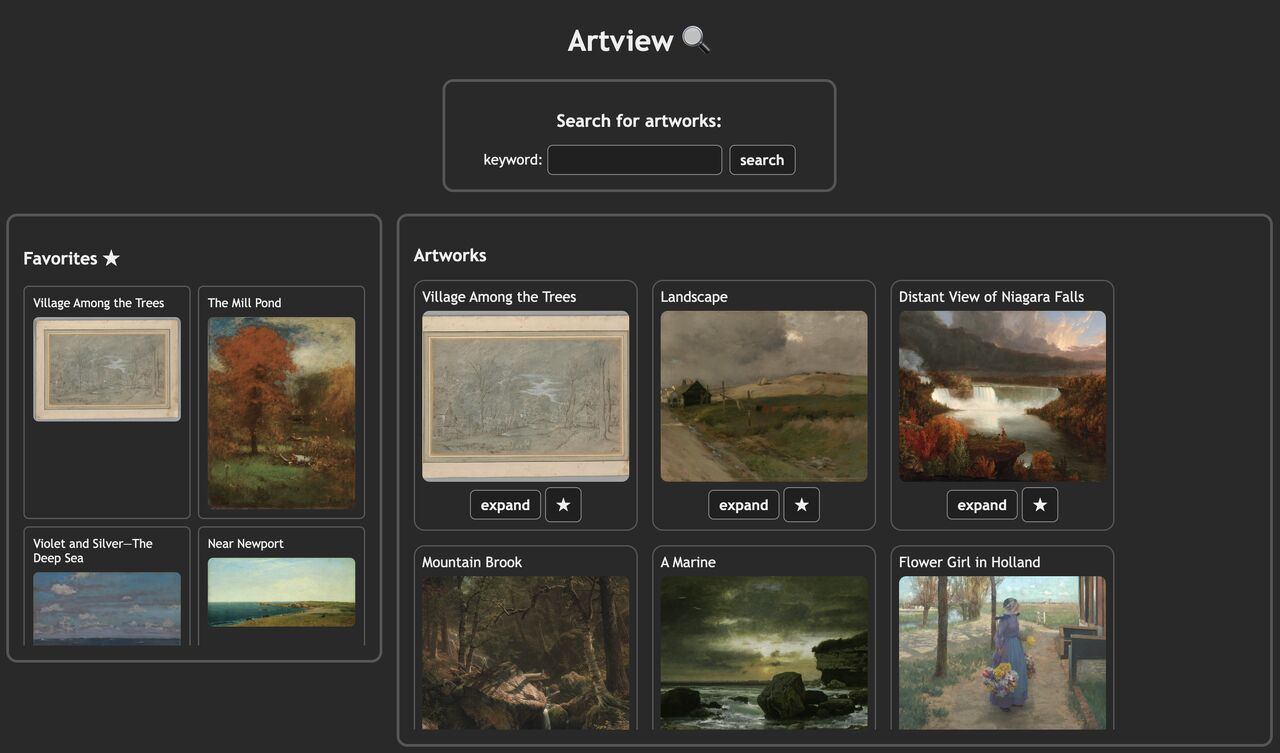 Artview 🔍
Search for artworks:
keyword:
search
Favorites ★
Village Among the Trees
The Mill Pond
Violet and Silver—The
Deep Sea
Near Newport
Artworks
Village Among the Trees
Landscape
Distant View of Niagara Falls
expand ★
expand ★
expand ★
Mountain Brook
A Marine
Flower Girl in Holland